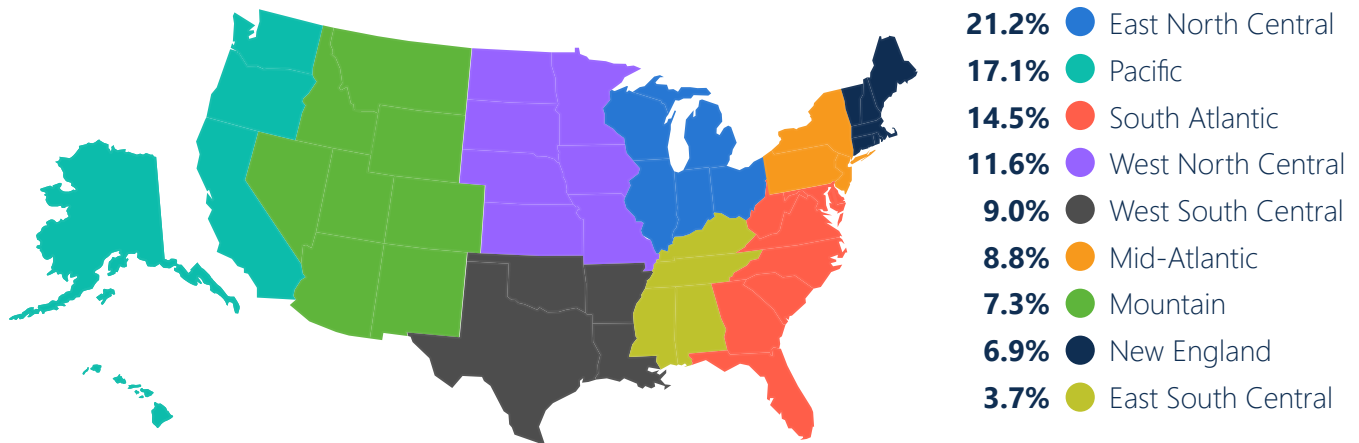 21.2% East North Central
17.1% Pacific
14.5% South Atlantic
11.6% West North Central
9.0% West South Central
8.8% Mid-Atlantic
7.3% Mountain
6.9% New England
3.7% East South Central